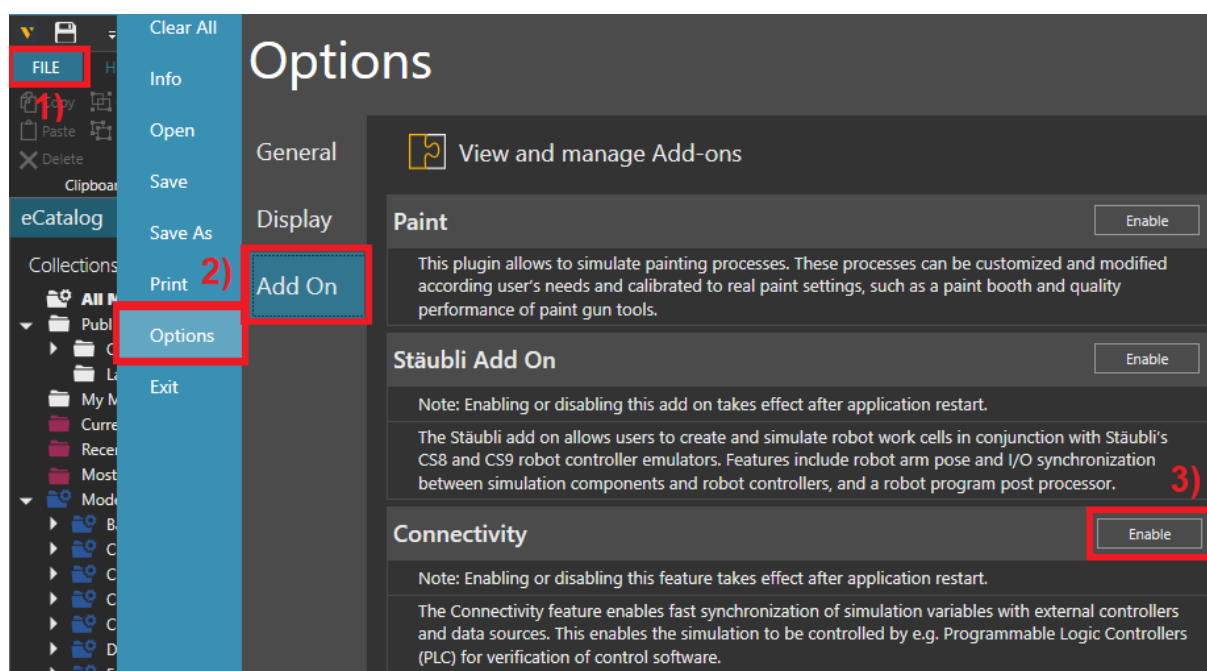 FILE
1)
Copy
Paste
Delete
eCatalog
Collections
Clear All
Info
Open
Save
Save As
Print
2)
Options
Exit
Options
General
Display
Add On
View and manage Add-ons
Paint
Enable
This plugin allows to simulate painting processes. These processes can be customized and modified
according user's needs and calibrated to real paint settings, such as a paint booth and quality
performance of paint gun tools.
Stäubli Add On
Enable
Note: Enabling or disabling this add on takes effect after application restart.
The Stäubli add on allows users to create and simulate robot work cells in conjunction with Stäubli's
CS8 and CS9 robot controller emulators. Features include robot arm pose and I/O synchronization
between simulation components and robot controllers, and a robot program post processor.
3)
Connectivity
Enable
Note: Enabling or disabling this feature takes effect after application restart.
The Connectivity feature enables fast synchronization of simulation variables with external controllers
and data sources. This enables the simulation to be controlled by e.g. Programmable Logic Controllers
(PLC) for verification of control software.